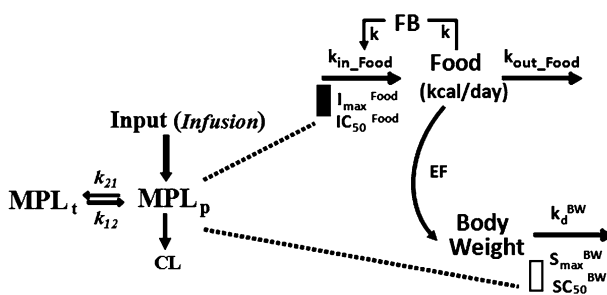 FB
k k
k_in_Food
Food
(kcal/day)
k_out_Food
I_max^Food
IC_50^Food
Input (Infusion)
MPL_t
k_21
k_12
MPL_p
CL
EF
Body
Weight
k_d^BW
S_max^BW
SC_50^BW